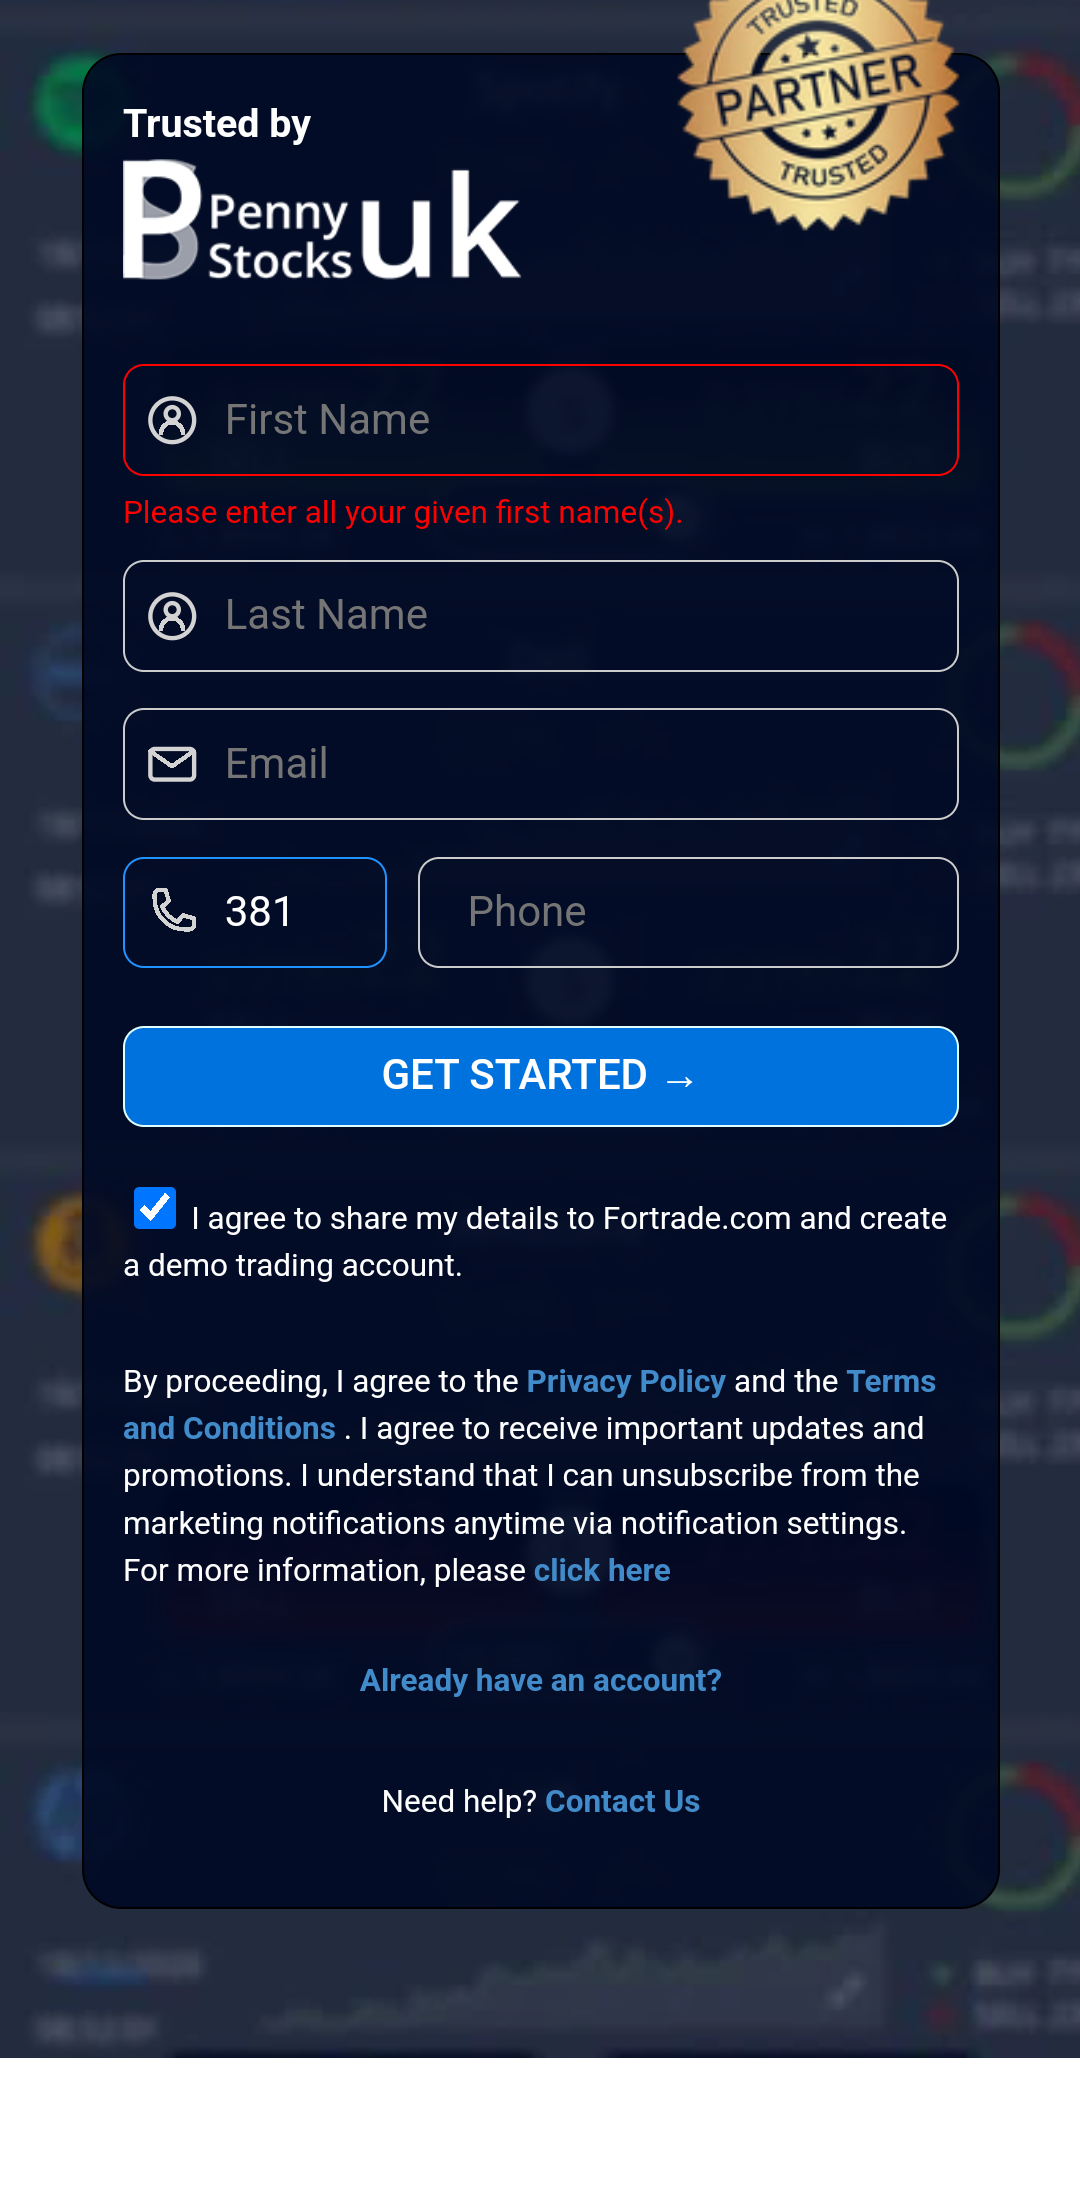 TRUSTED
PARTNER
TRUSTED
Trusted by
B Penny Stocks uk
First Name
Please enter all your given first name(s).
Last Name
Email
381 Phone
GET STARTED →
I agree to share my details to Fortrade.com and create
a demo trading account.
By proceeding, I agree to the Privacy Policy and the Terms
and Conditions . I agree to receive important updates and
promotions. I understand that I can unsubscribe from the
marketing notifications anytime via notification settings.
For more information, please click here
Already have an account?
Need help? Contact Us